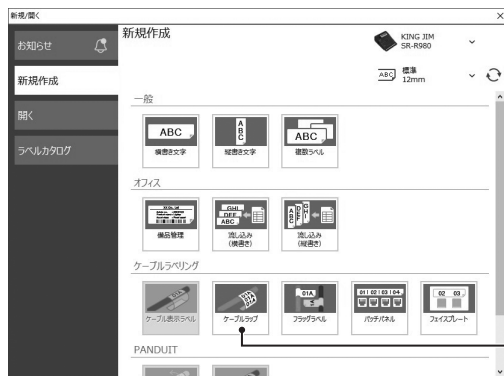 新規/開く
お知らせ
新規作成
開く
ラベルカタログ
新規作成
KING JIM
SR-R980
ABC
標準
12mm
一般
ABC
横書き文字
ABC
縦書き文字
ABC
複数ラベル
オフィス
備品管理
GHI
DEF
ABC
流し込み
(横書き)
流し込み
(縦書き)
ケーブルラベリング
ケーブル表示ラベル
ケーブルラップ
01A
フラッグラベル
01 02 03 04
パッチパネル
02 03
フェイスプレート
PANDUIT